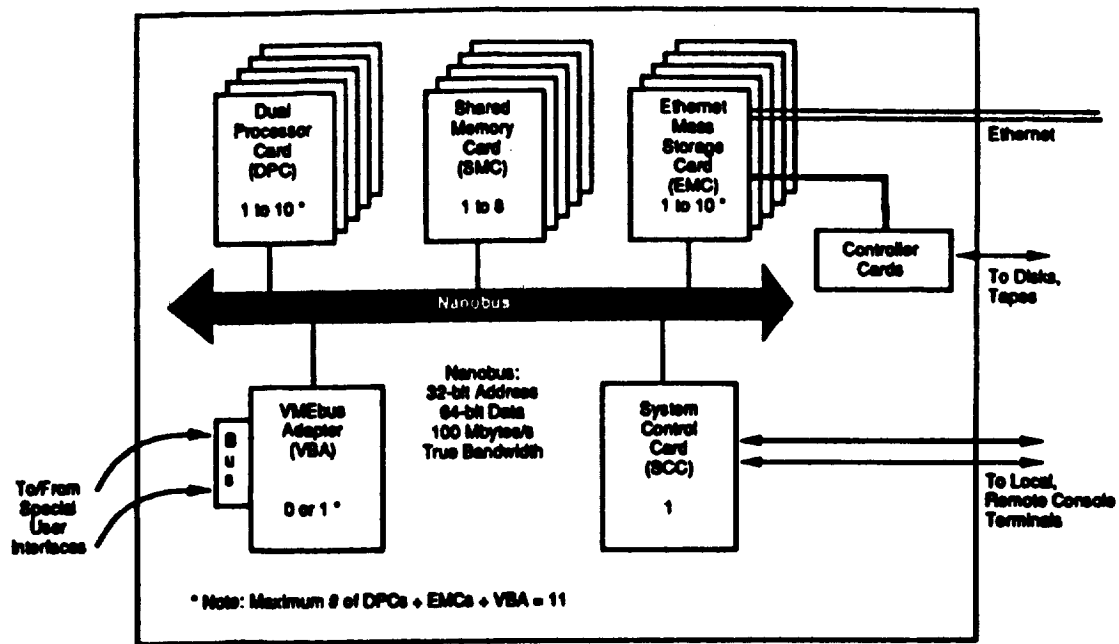 Dual
Processor
Card
(DPC)
1 to 10 *
Shared
Memory
Card
(SMC)
1 to 8
Ethernet
Mass
Storage
Card
(EMC)
1 to 10 *
Ethernet
Controller
Cards
To Disks,
Tapes
Nanobus
Nanobus:
32-bit Address
64-bit Data
100 Mbytes/s
True Bandwidth
Bus
VMEbus
Adapter
(VBA)
0 or 1 *
To/From
Special
User
Interfaces
System
Control
Card
(SCC)
1
To Local,
Remote Console
Terminals
* Note: Maximum # of DPCs + EMCs + VBA = 11